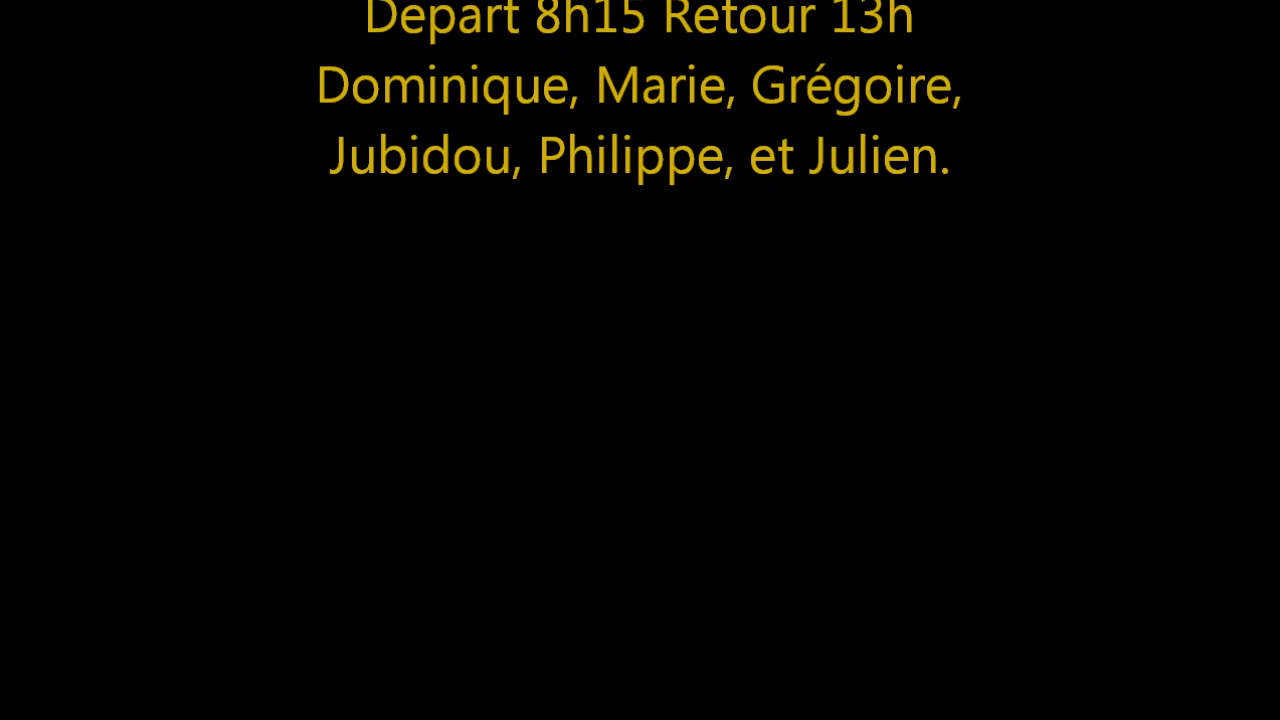 Depart 8h15 Retour 13h
Dominique, Marie, Grégoire,
Jubidou, Philippe, et Julien.